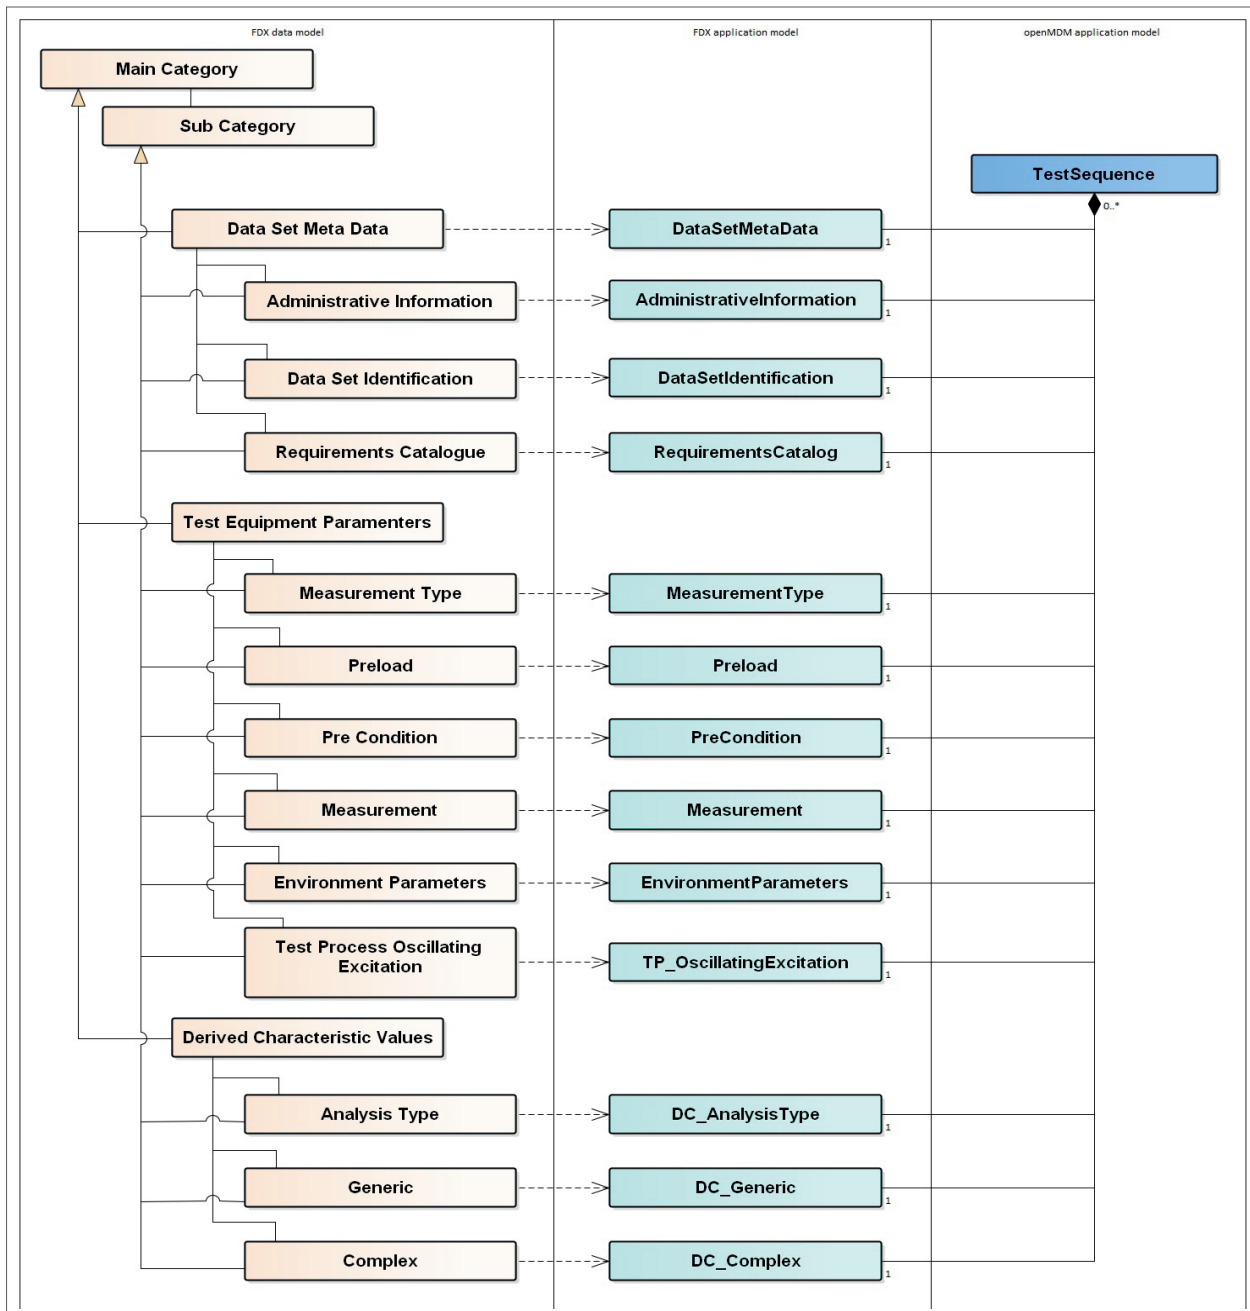 FDX data model
FDX application model
openMDM application model
Main Category
Sub Category
TestSequence
0..*
Data Set Meta Data
DataSetMetaData
1
Administrative Information
AdministrativeInformation
1
Data Set Identification
DataSetIdentification
1
Requirements Catalogue
RequirementsCatalog
1
Test Equipment Paramenters
Measurement Type
MeasurementType
1
Preload
Preload
1
Pre Condition
PreCondition
1
Measurement
Measurement
1
Environment Parameters
EnvironmentParameters
1
Test Process Oscillating
Excitation
TP_OscillatingExcitation
1
Derived Characteristic Values
Analysis Type
DC_AnalysisType
1
Generic
DC_Generic
1
Complex
DC_Complex
1